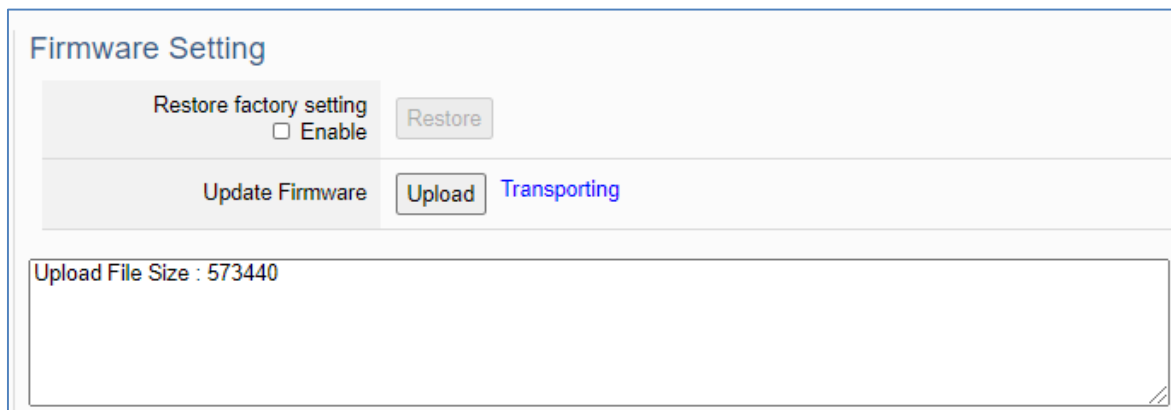 Firmware Setting
Restore factory setting
Enable
Restore
Update Firmware
Upload
Transporting
Upload File Size : 573440